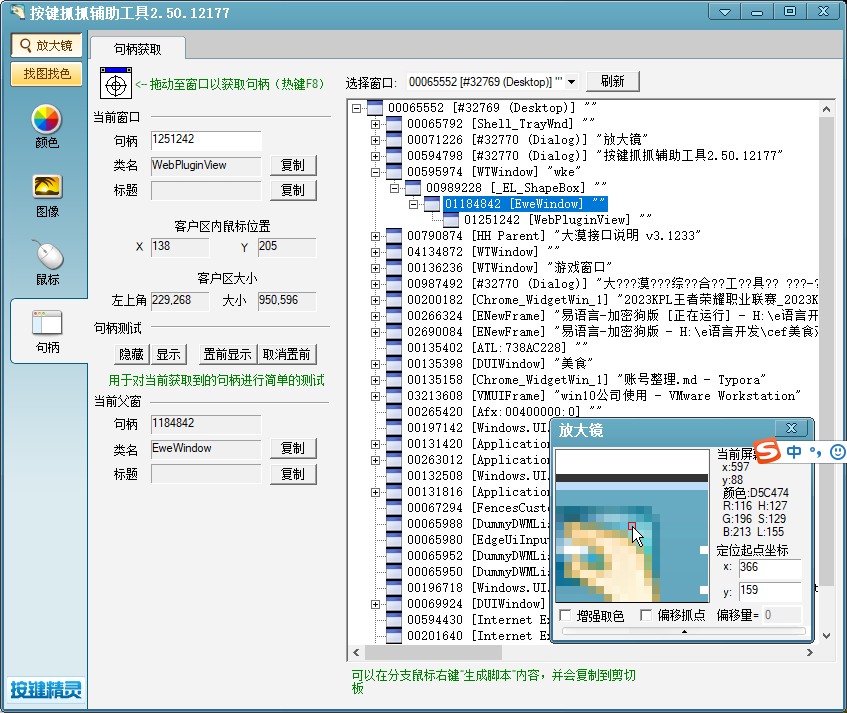 按键抓抓辅助工具2.50.12177
放大镜
找图找色
颜色
图像
鼠标
句柄
按键精灵
句柄获取
<--拖动至窗口以获取句柄（热键F8）
当前窗口
句柄 1251242
类名 WebPluginView 复制
标题 复制
客户区内鼠标位置
X 138 Y 205
客户区大小
左上角 229,268 大小 950,596
句柄测试
隐藏 显示 置前显示 取消置前
用于对当前获取到的句柄进行简单的测试
当前父窗
句柄 1184842
类名 EweWindow 复制
标题 复制
选择窗口: 00065552 [#32769 (Desktop)] "" 刷新
00065552 [#32769 (Desktop)] ""
00065792 [Shell_TrayWnd] ""
00071226 [#32770 (Dialog)] "放大镜"
00594798 [#32770 (Dialog)] "按键抓抓辅助工具2.50.12177"
00595974 [WTWindow] "wke"
00989228 [_EL_ShapeBox] ""
01184842 [EweWindow] ""
01251242 [WebPluginView] ""
00790874 [HH Parent] "大漠接口说明 v3.1233"
04134872 [WTWindow] ""
00136236 [WTWindow] "游戏窗口"
00987492 [#32770 (Dialog)] "大???漠???综??合??工??具?? ???-?
00200182 [Chrome_WidgetWin_1] "2023KPL王者荣耀职业联赛_2023K
00266324 [ENewFrame] "易语言-加密狗版 [正在运行] - H:\e语言开
02690084 [ENewFrame] "易语言-加密狗版 - H:\e语言开发\cef美食
00135402 [ATL:738AC228] ""
00135398 [DUIWindow] "美食"
00135158 [Chrome_WidgetWin_1] "账号整理.md - Typora"
03213608 [VMUIFrame] "win10公司使用 - VMware Workstation"
00265420 [Afx:00400000:0] ""
00197142 [Windows.UI.
00131420 [Application
00263012 [Application
00132508 [Windows.UI.
00131816 [Application
00067294 [FencesCust
00065988 [DummyDWMLis
00065980 [EdgeUiInput
00065952 [DummyDWMLis
00065950 [DummyDWMLis
00196718 [Windows.UI.
00069924 [DUIWindow]
00594430 [Internet Ex
00201640 [Internet Ex
可以在分支鼠标右键"生成脚本"内容，并会复制到剪切
板
放大镜
当前屏
x:597
y:88
颜色:D5C474
R:116 H:127
G:196 S:129
B:213 L:155
定位起点坐标
x: 366
y: 159
增强取色 偏移抓点 偏移量= 0
S 中